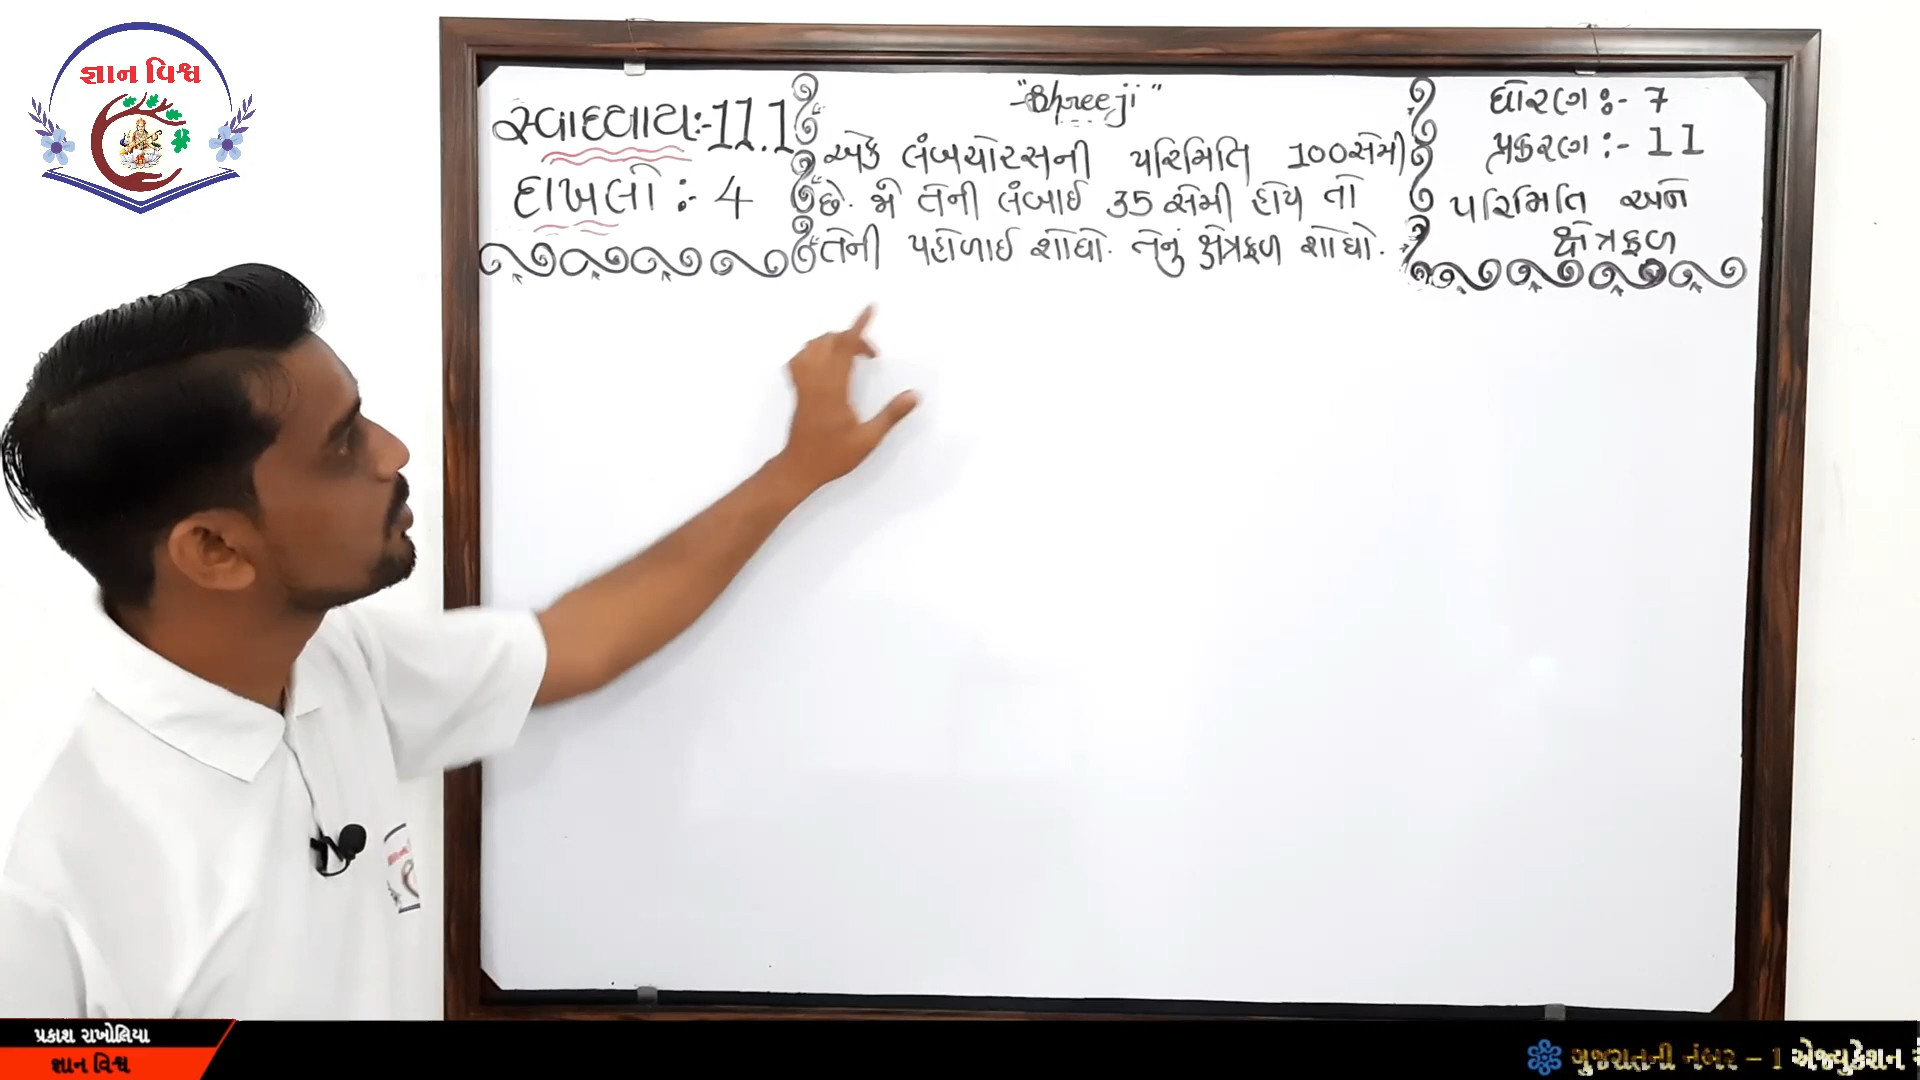 જ્ઞાન વિશ્વ
સ્વાધ્યાય:-11.1
દાખલો :- 4
"Shreeji"
એક લંબચોરસની પરિમિતિ 100સેમી
છે. જો તેની લંબાઈ 35 સેમી હોય તો
તેની પહોળાઈ શોધો. તેનું ક્ષેત્રફળ શોધો.
ધોરણ :- 7
પ્રકરણ :- 11
પરિમિતિ અને
ક્ષેત્રફળ
પ્રકાશ રાખોલિયા
જ્ઞાન વિશ્વ
ગુજરાતની નંબર – 1 એજ્યુકેશન